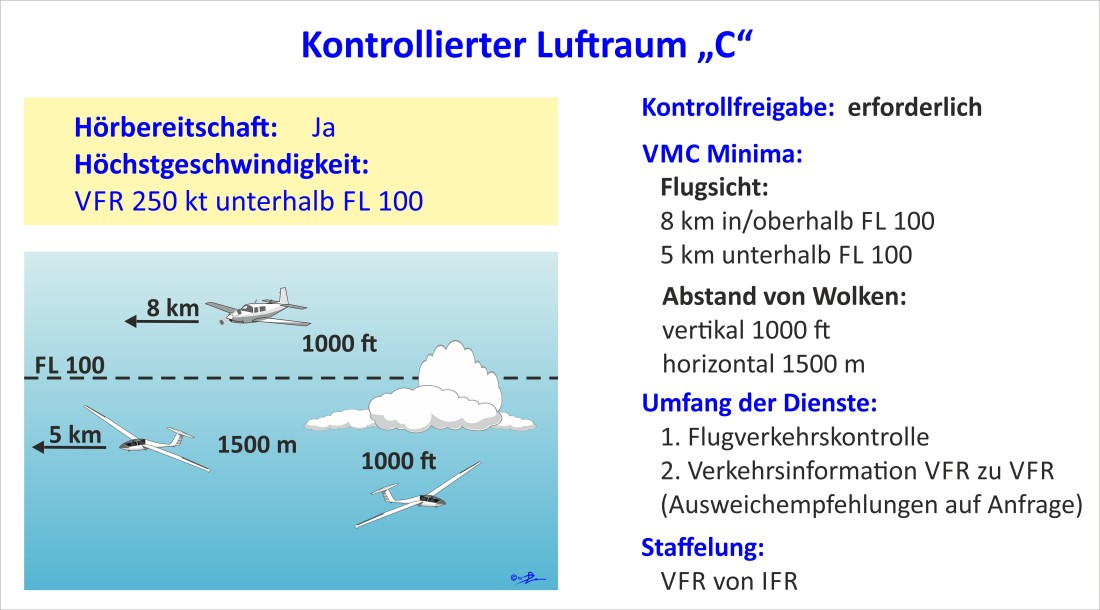 Kontrollierter Luftraum „C“
Hörbereitschaft: Ja
Höchstgeschwindigkeit:
VFR 250 kt unterhalb FL 100
8 km
1000 ft
FL 100
5 km
1500 m
1000 ft
Kontrollfreigabe: erforderlich
VMC Minima:
Flugsicht:
8 km in/oberhalb FL 100
5 km unterhalb FL 100
Abstand von Wolken:
vertikal 1000 ft
horizontal 1500 m
Umfang der Dienste:
1. Flugverkehrskontrolle
2. Verkehrsinformation VFR zu VFR
(Ausweichempfehlungen auf Anfrage)
Staffelung:
VFR von IFR